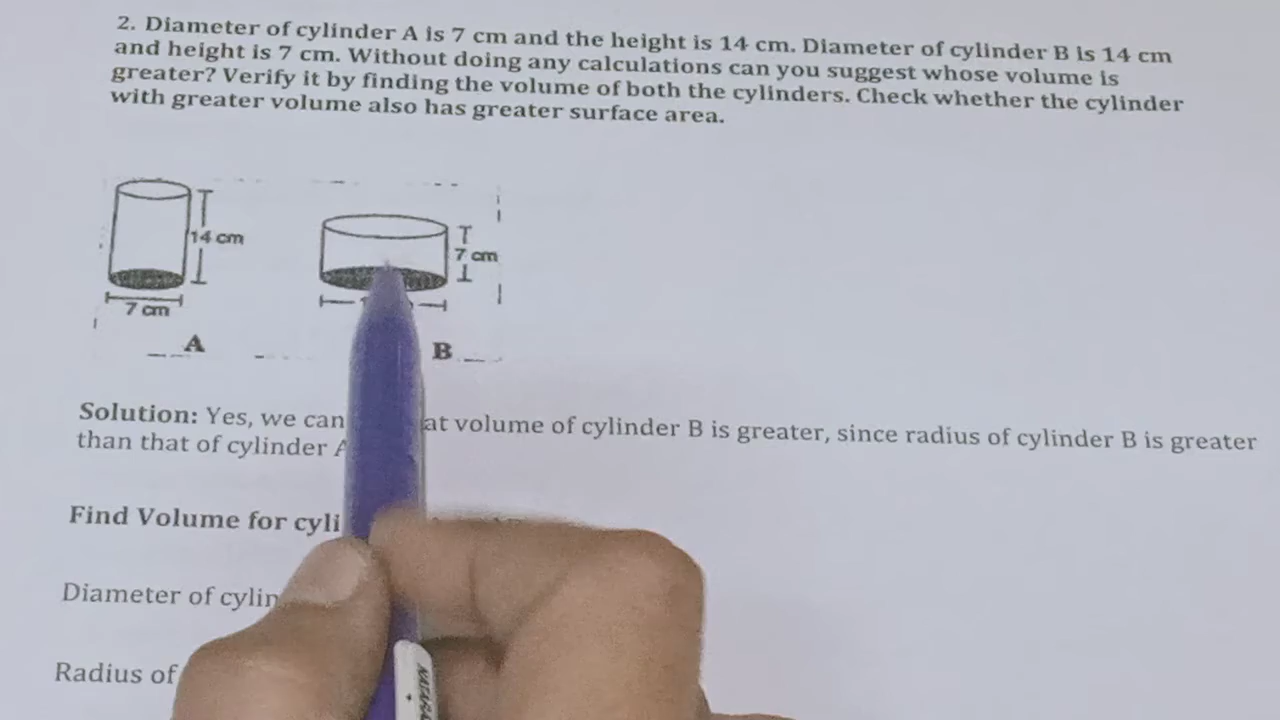 2. Diameter of cylinder A is 7 cm and the height is 14 cm. Diameter of cylinder B is 14 cm
and height is 7 cm. Without doing any calculations can you suggest whose volume is
greater? Verify it by finding the volume of both the cylinders. Check whether the cylinder
with greater volume also has greater surface area.
14 cm
7 cm
7 cm
A
B
Solution: Yes, we can at volume of cylinder B is greater, since radius of cylinder B is greater
than that of cylinder A
Find Volume for cyli
Diameter of cylin
Radius of